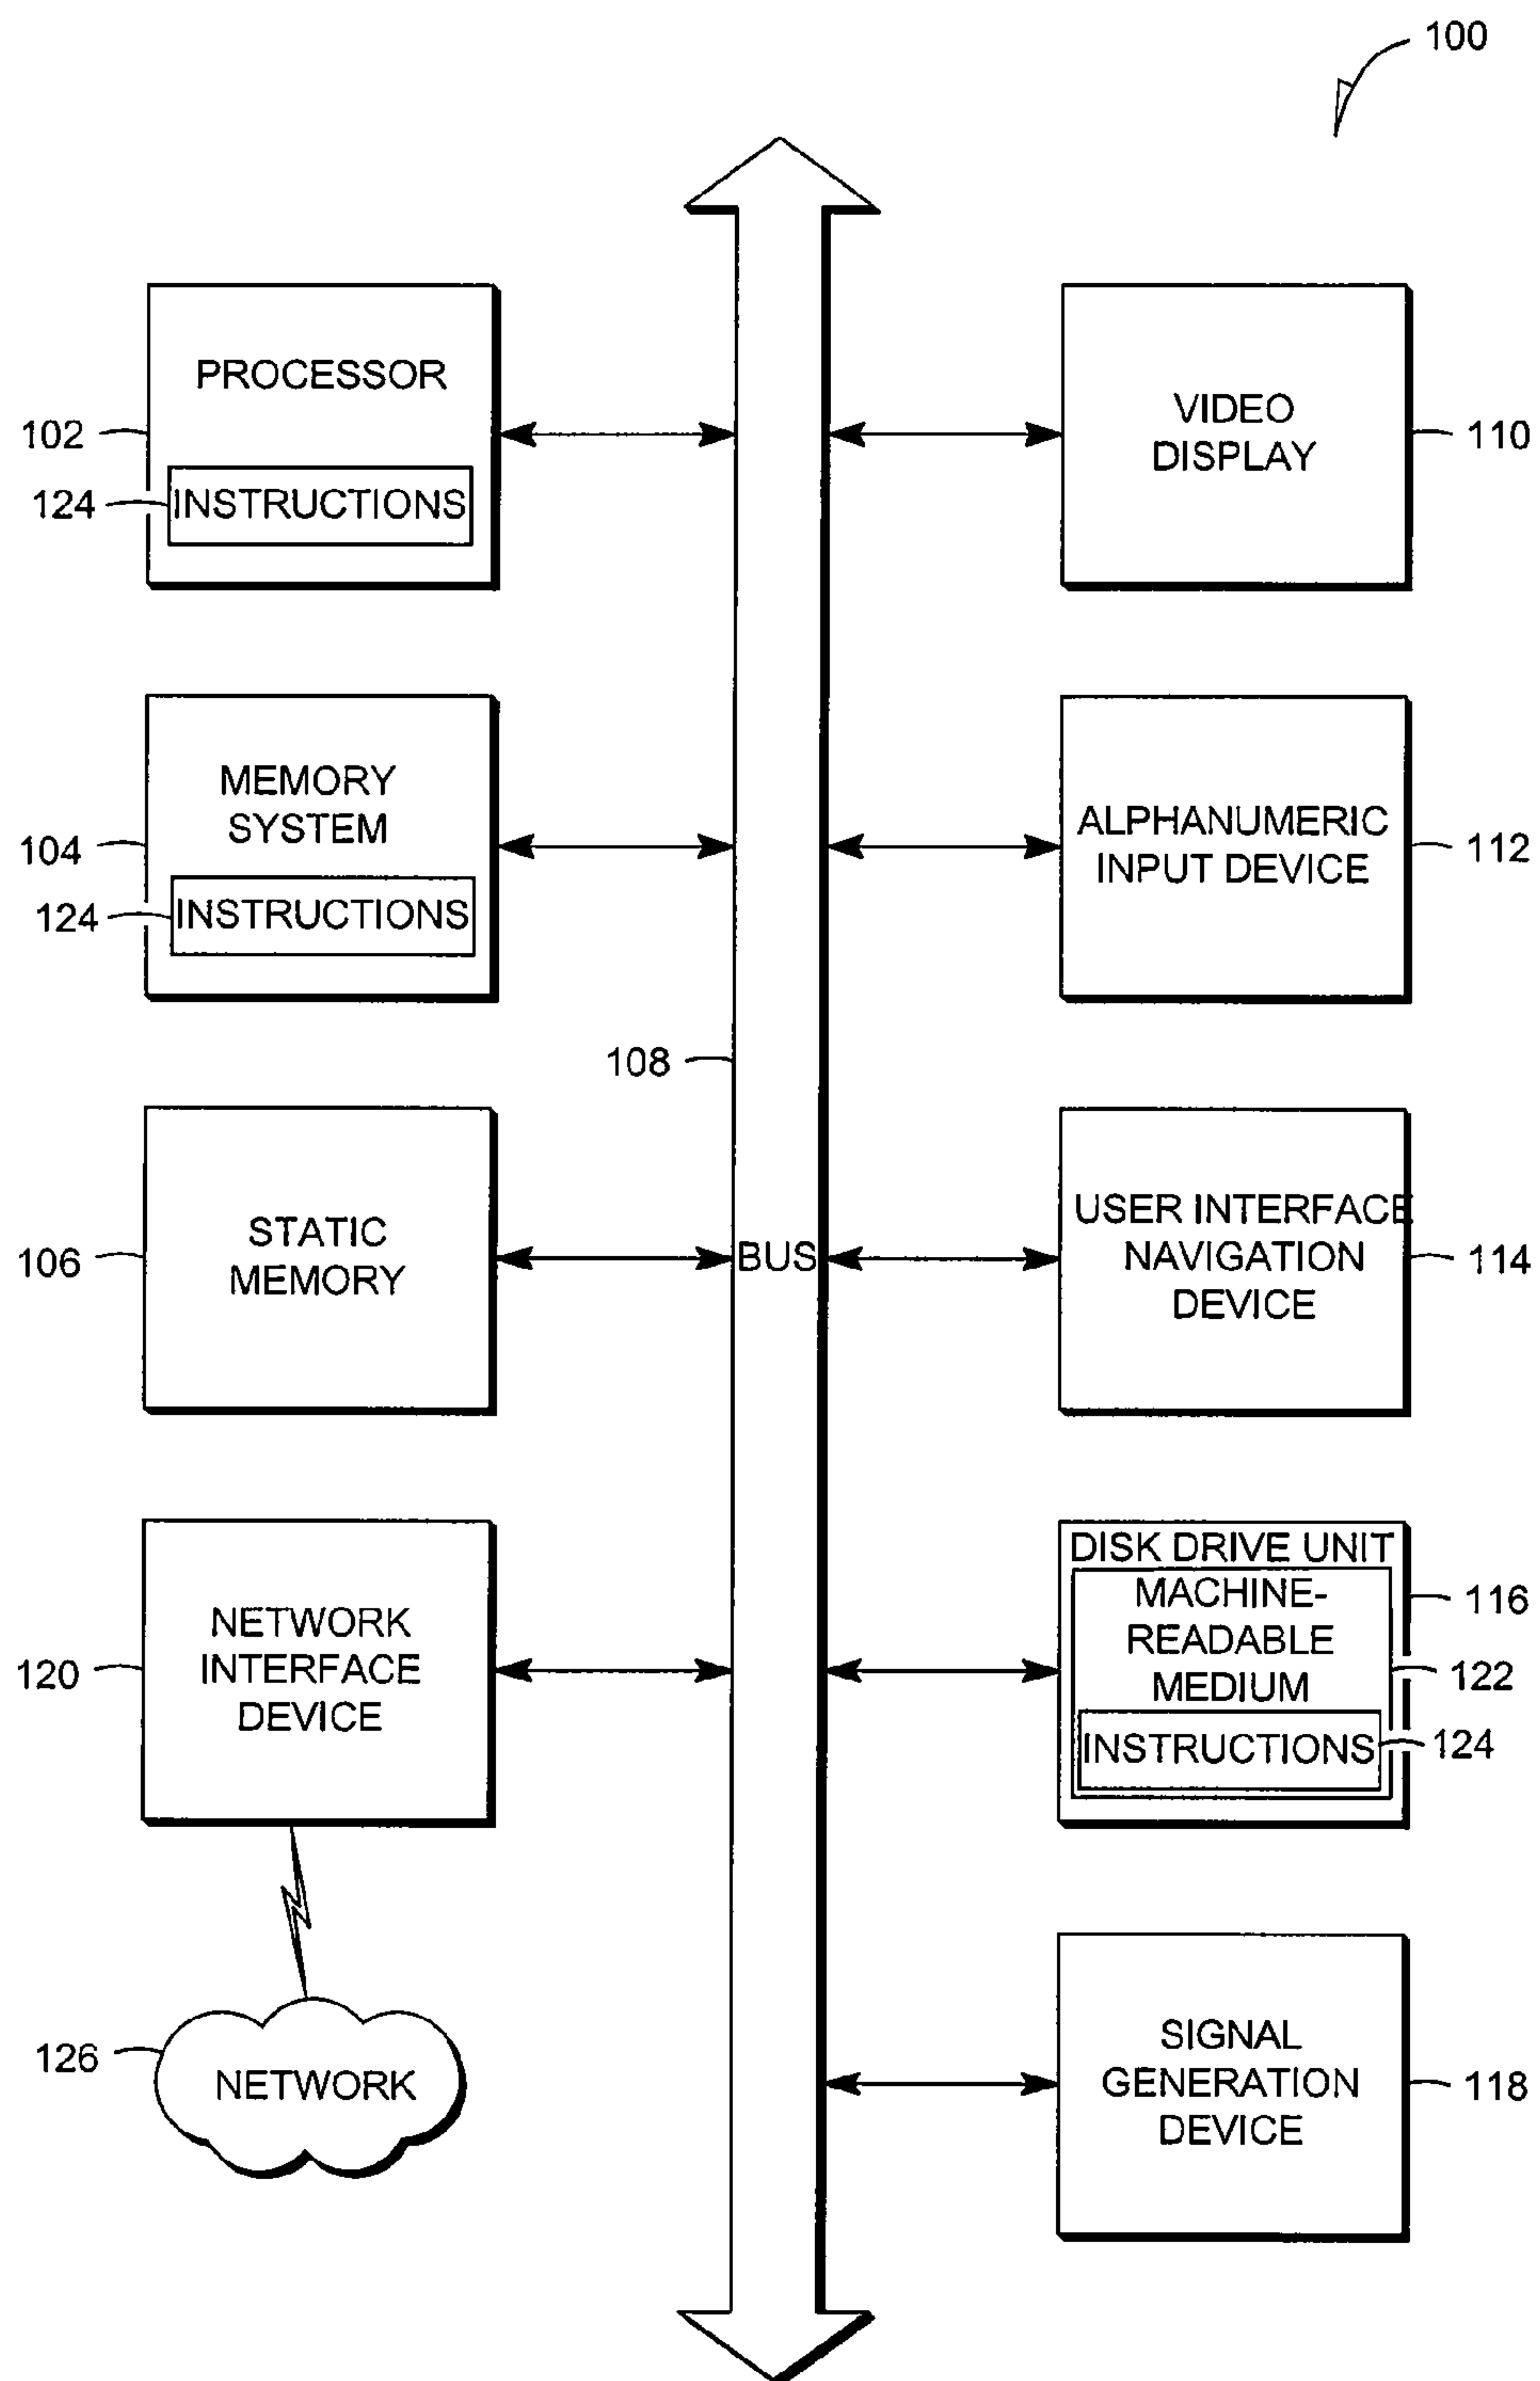 100
PROCESSOR
102
124
INSTRUCTIONS
VIDEO
DISPLAY
110
MEMORY
SYSTEM
104
124
INSTRUCTIONS
ALPHANUMERIC
INPUT DEVICE
112
108
STATIC
MEMORY
106
BUS
USER INTERFACE
NAVIGATION
DEVICE
114
NETWORK
INTERFACE
DEVICE
120
DISK DRIVE UNIT
MACHINE-
READABLE
MEDIUM
116
122
INSTRUCTIONS
124
126
NETWORK
SIGNAL
GENERATION
DEVICE
118